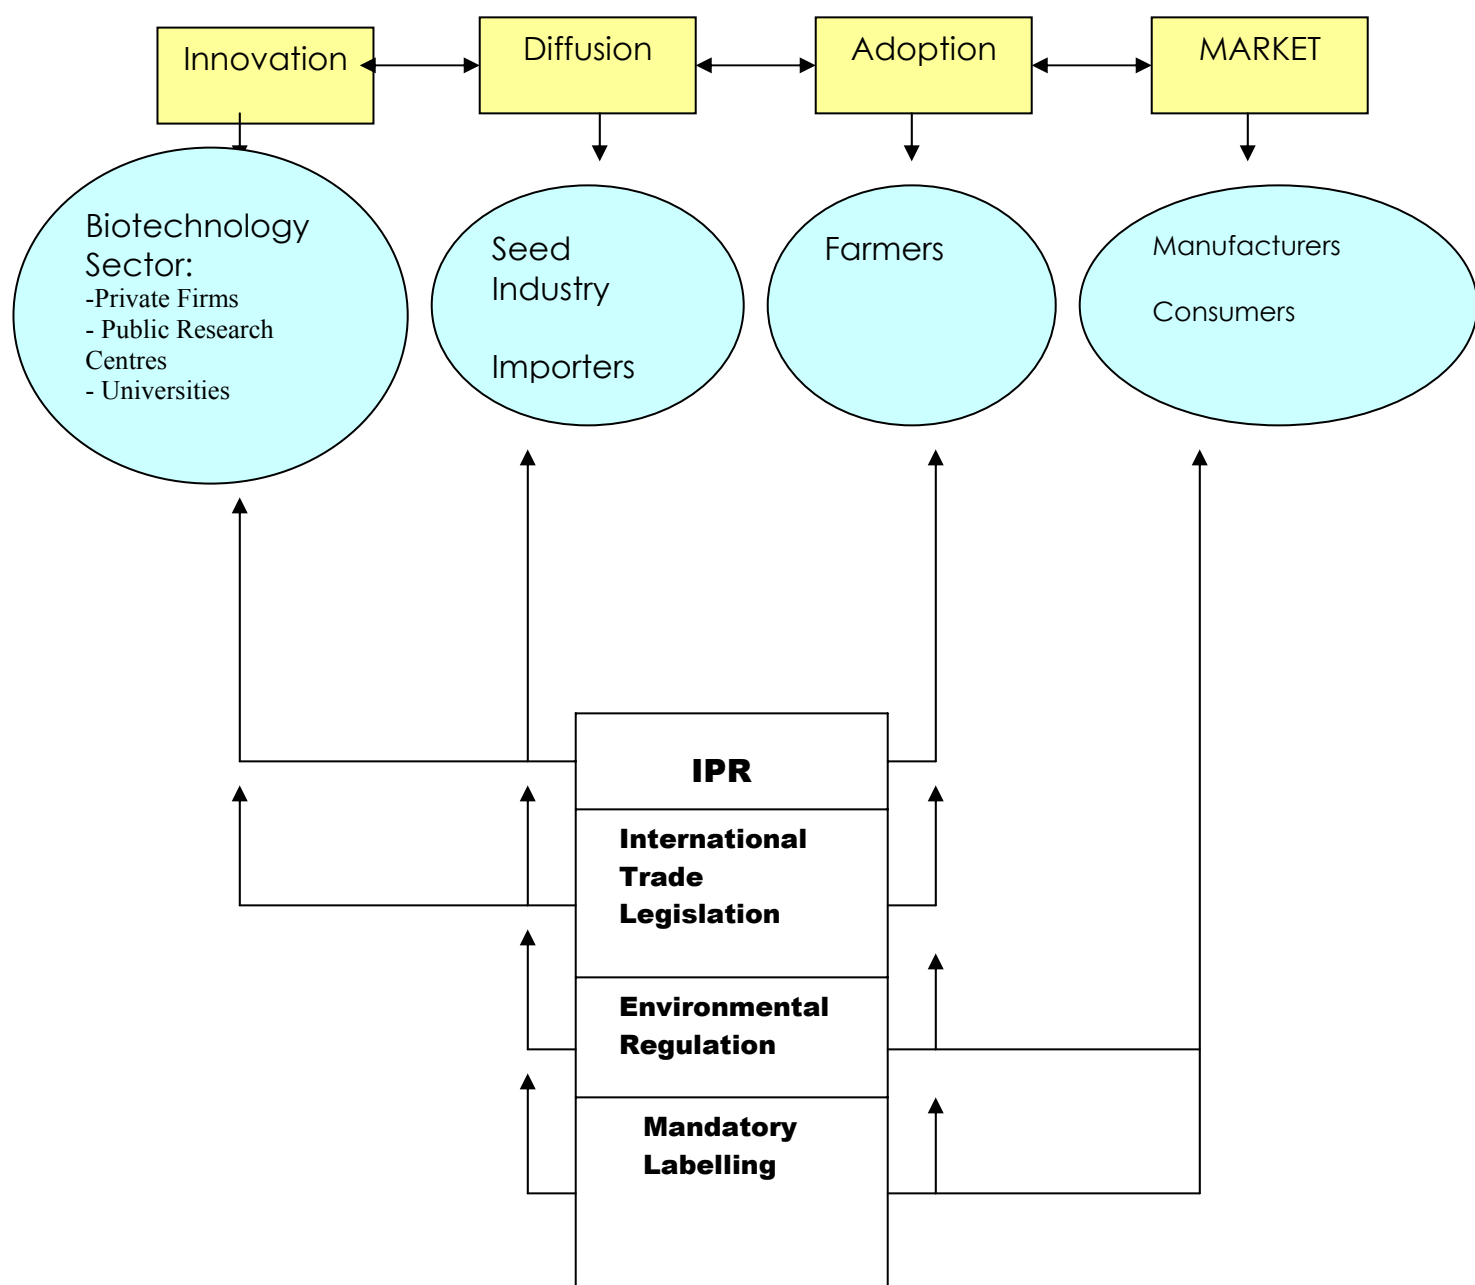 Innovation
Diffusion
Adoption
MARKET
Biotechnology
Sector:
-Private Firms
- Public Research
Centres
- Universities
Seed
Industry
Importers
Farmers
Manufacturers
Consumers
IPR
International
Trade
Legislation
Environmental
Regulation
Mandatory
Labelling